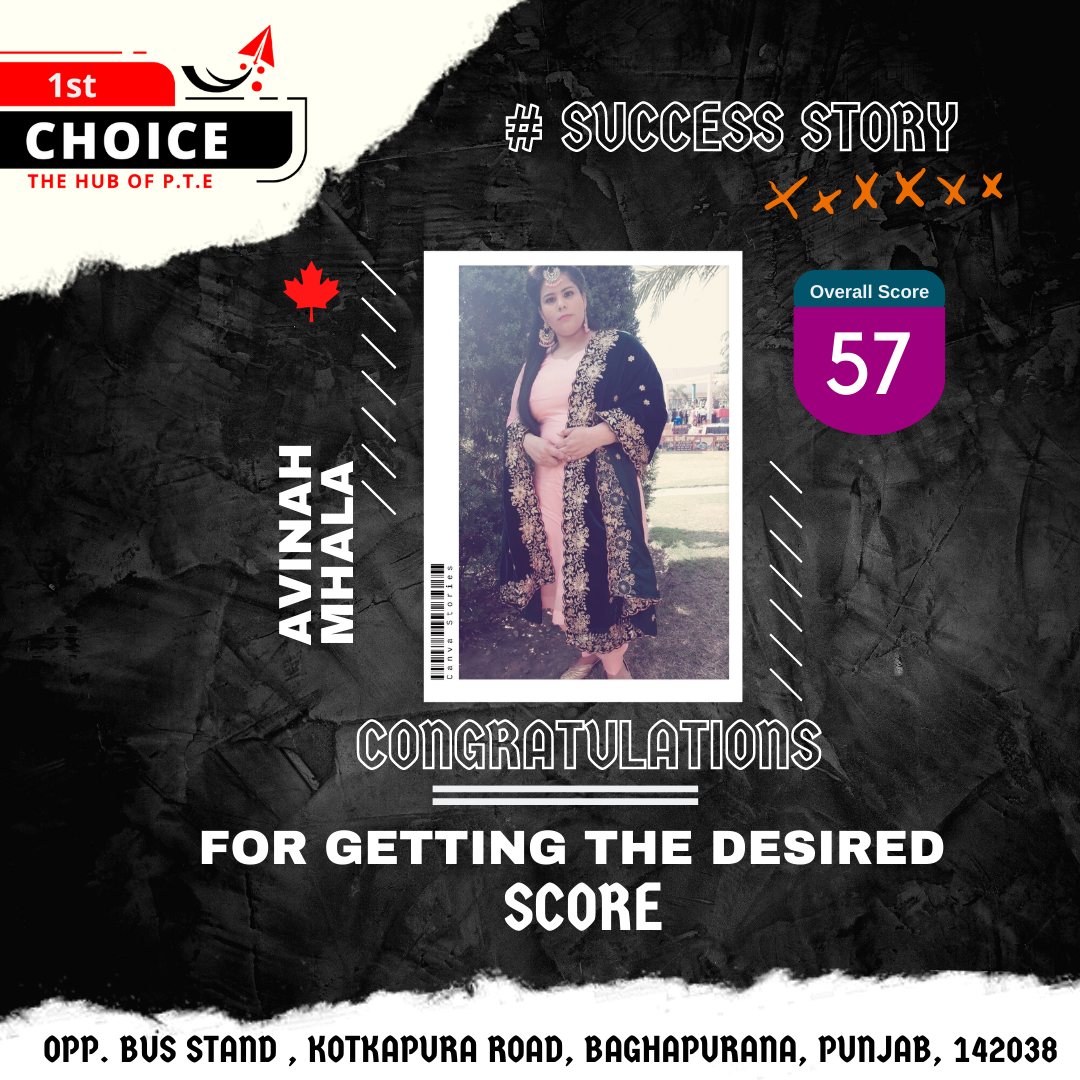 1st
CHOICE
THE HUB OF P.T.E
# SUCCESS STORY
Overall Score
57
AVINAH
MHALA
Canva Stories
CONGRATULATIONS
FOR GETTING THE DESIRED
SCORE
OPP. BUS STAND , KOTKAPURA ROAD, BAGHAPURANA, PUNJAB, 142038